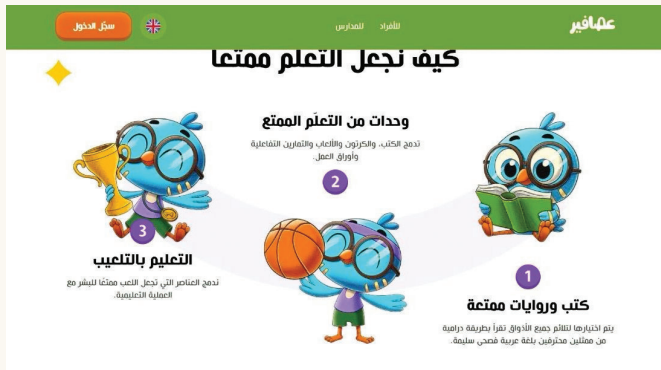 عصافير
للأفراد
للمدارس
سجّل الدخول
كيف نجعل التعلم ممتعًا
1
كتب وروايات ممتعة
يتم اختيارها لتلائم جميع الأذواق تقرأ بطريقة درامية
من ممثلين محترفين بلغة عربية فصحى سليمة.
وحدات من التعلّم الممتع
تدمج الكتب، والكرتون والألعاب والتمارين التفاعلية
وأوراق العمل.
2
3
التعليم بالتلعيب
ندمج العناصر التي تجعل اللعب ممتعًا للبشر مع
العملية التعليمية.